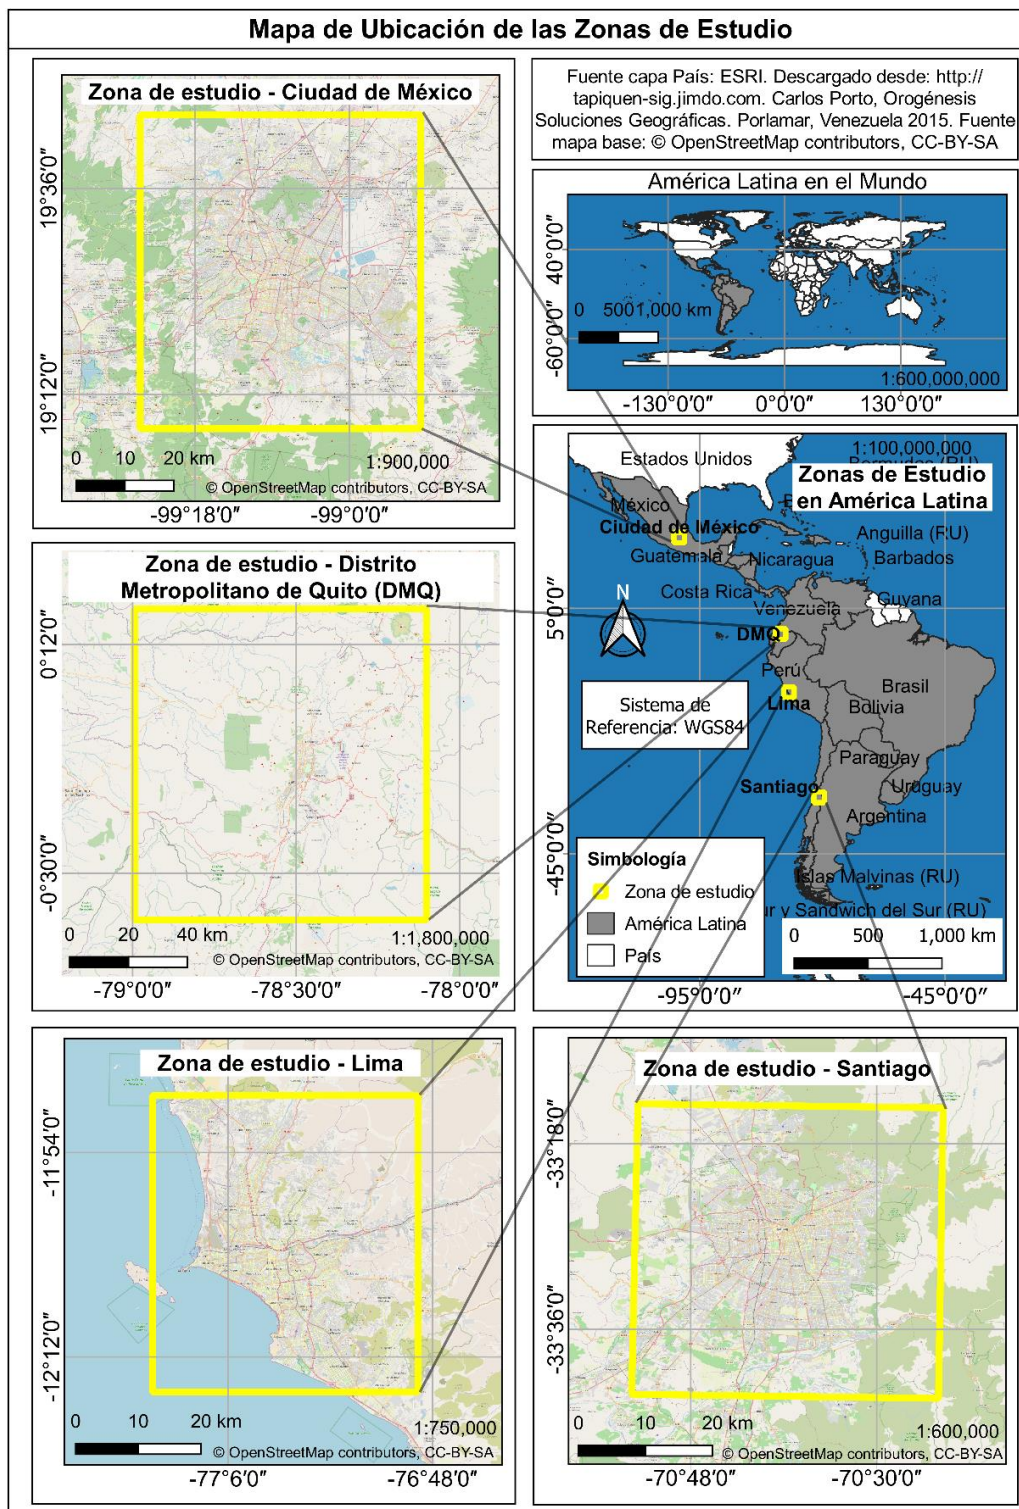 Mapa de Ubicación de las Zonas de Estudio
Zona de estudio - Ciudad de México
19°36'0"
19°12'0"
0 10 20 km
1:900,000
© OpenStreetMap contributors, CC-BY-SA
-99°18'0" -99°0'0"
Fuente capa País: ESRI. Descargado desde: http://
tapiquen-sig.jimdo.com. Carlos Porto, Orogénesis
Soluciones Geográficas. Porlamar, Venezuela 2015. Fuente
mapa base: © OpenStreetMap contributors, CC-BY-SA
América Latina en el Mundo
40°0'0"
-60°0'0"
0 5001,000 km
1:600,000,000
-130°0'0" 0°0'0" 130°0'0"
Zona de estudio - Distrito
Metropolitano de Quito (DMQ)
0°12'0"
-0°30'0"
0 20 40 km
1:1,800,000
© OpenStreetMap contributors, CC-BY-SA
-79°0'0" -78°30'0" -78°0'0"
1:100,000,000
Zonas de Estudio
en América Latina
Estados Unidos
México
Ciudad de México
Anguilla (RU)
Guatemala
Nicaragua
Barbados
Costa Rica
Venezuela
Guyana
N
DMQ
Perú
Lima
Brasil
Bolivia
Sistema de
Referencia: WGS84
Paraguay
Santiago
Uruguay
Argentina
Islas Malvinas (RU)
ur y Sandwich del Sur (RU)
5°0'0"
-45°0'0"
Simbología
Zona de estudio
América Latina
País
0 500 1,000 km
-95°0'0" -45°0'0"
Zona de estudio - Lima
-11°54'0"
-12°12'0"
0 10 20 km
1:750,000
© OpenStreetMap contributors, CC-BY-SA
-77°6'0" -76°48'0"
Zona de estudio - Santiago
-33°18'0"
-33°36'0"
0 10 20 km
1:600,000
© OpenStreetMap contributors, CC-BY-SA
-70°48'0" -70°30'0"